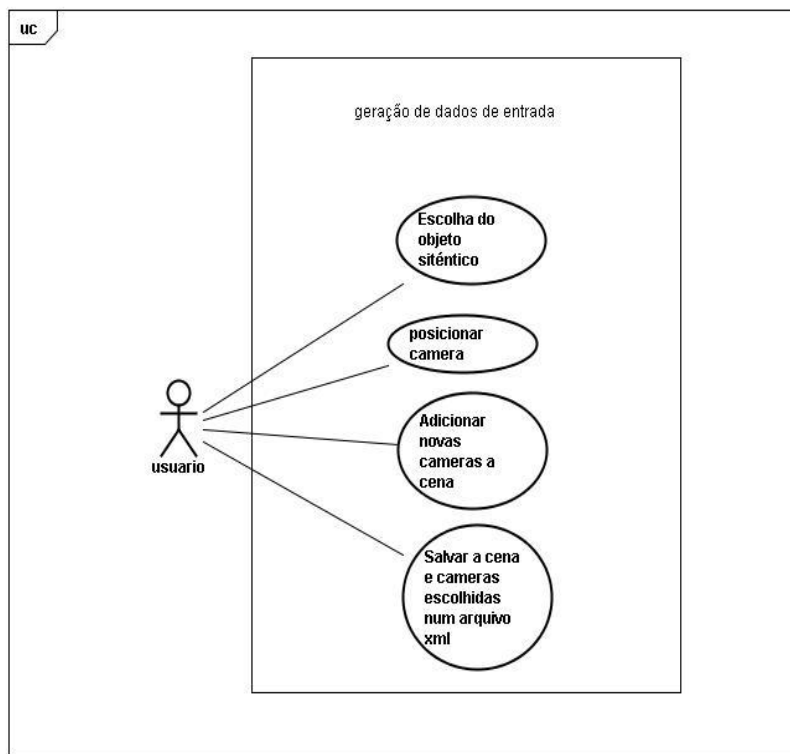 uc
geração de dados de entrada
Escolha do
objeto
siténtico
posicionar
camera
Adicionar
novas
cameras a
cena
usuario
Salvar a cena
e cameras
escolhidas
num arquivo
xml